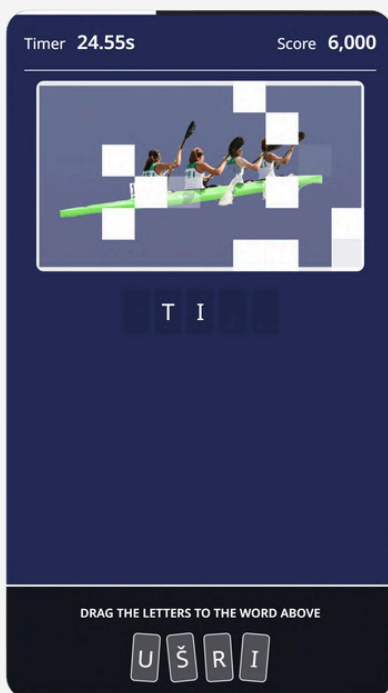 Timer 24.55s Score 6,000
T I
DRAG THE LETTERS TO THE WORD ABOVE
U Š R I